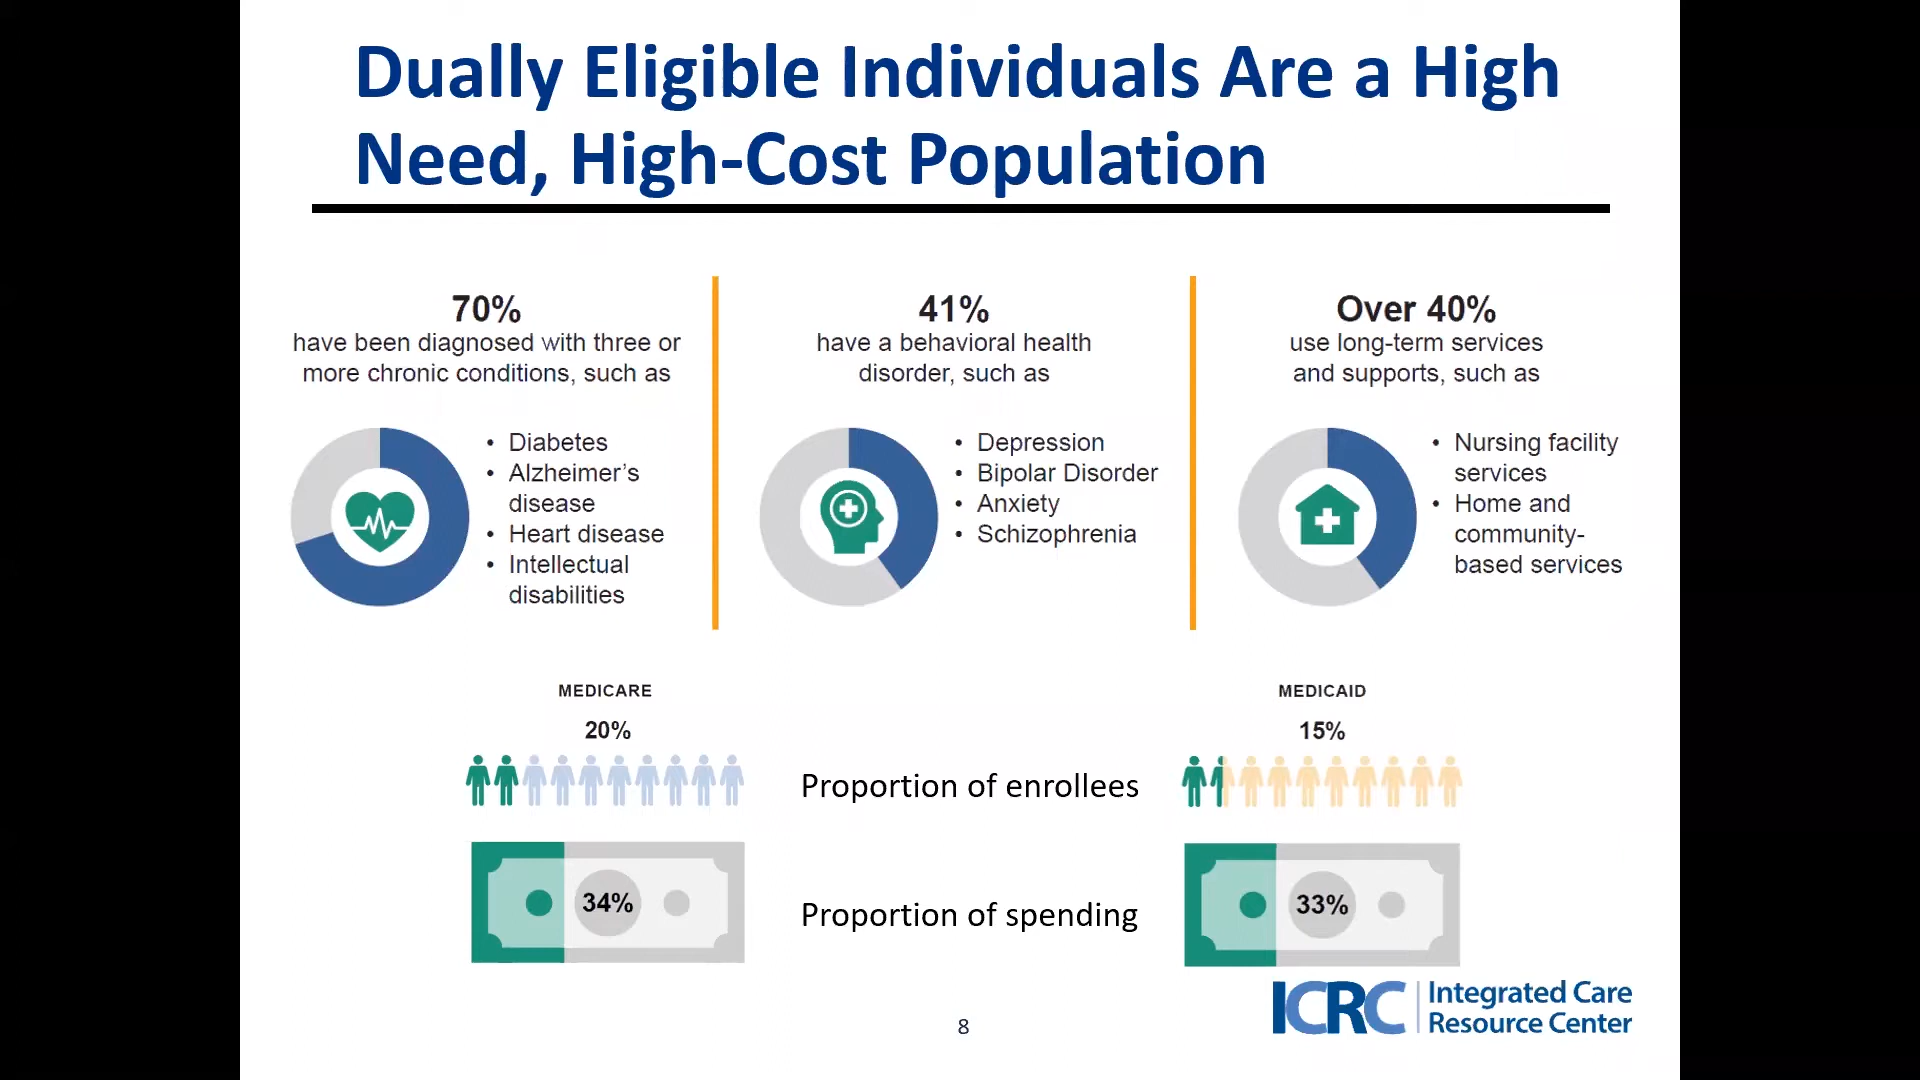 Dually Eligible Individuals Are a High
Need, High-Cost Population
70%
have been diagnosed with three or
more chronic conditions, such as
• Diabetes
• Alzheimer's
disease
• Heart disease
• Intellectual
disabilities
41%
have a behavioral health
disorder, such as
• Depression
• Bipolar Disorder
• Anxiety
• Schizophrenia
Over 40%
use long-term services
and supports, such as
• Nursing facility
services
• Home and
community-
based services
MEDICARE
20%
MEDICAID
15%
Proportion of enrollees
34%
Proportion of spending
33%
8
ICRC
Integrated Care
Resource Center